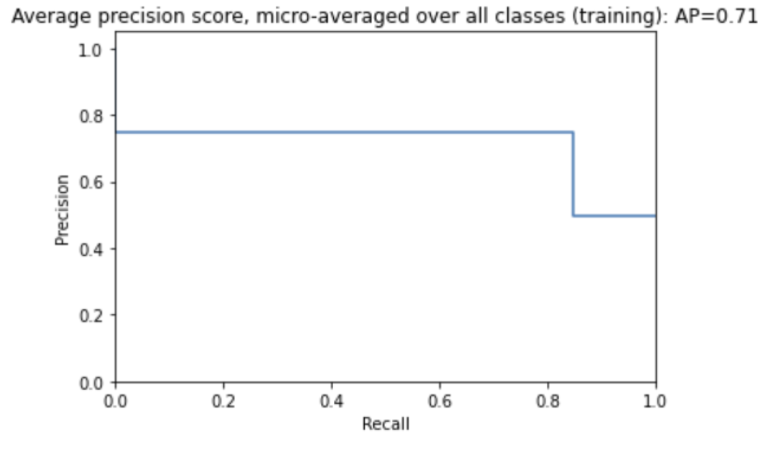 Average precision score, micro-averaged over all classes (training): AP=0.71
1.0
0.8
0.6
0.4
0.2
0.0
Precision
0.0 0.2 0.4 0.6 0.8 1.0
Recall